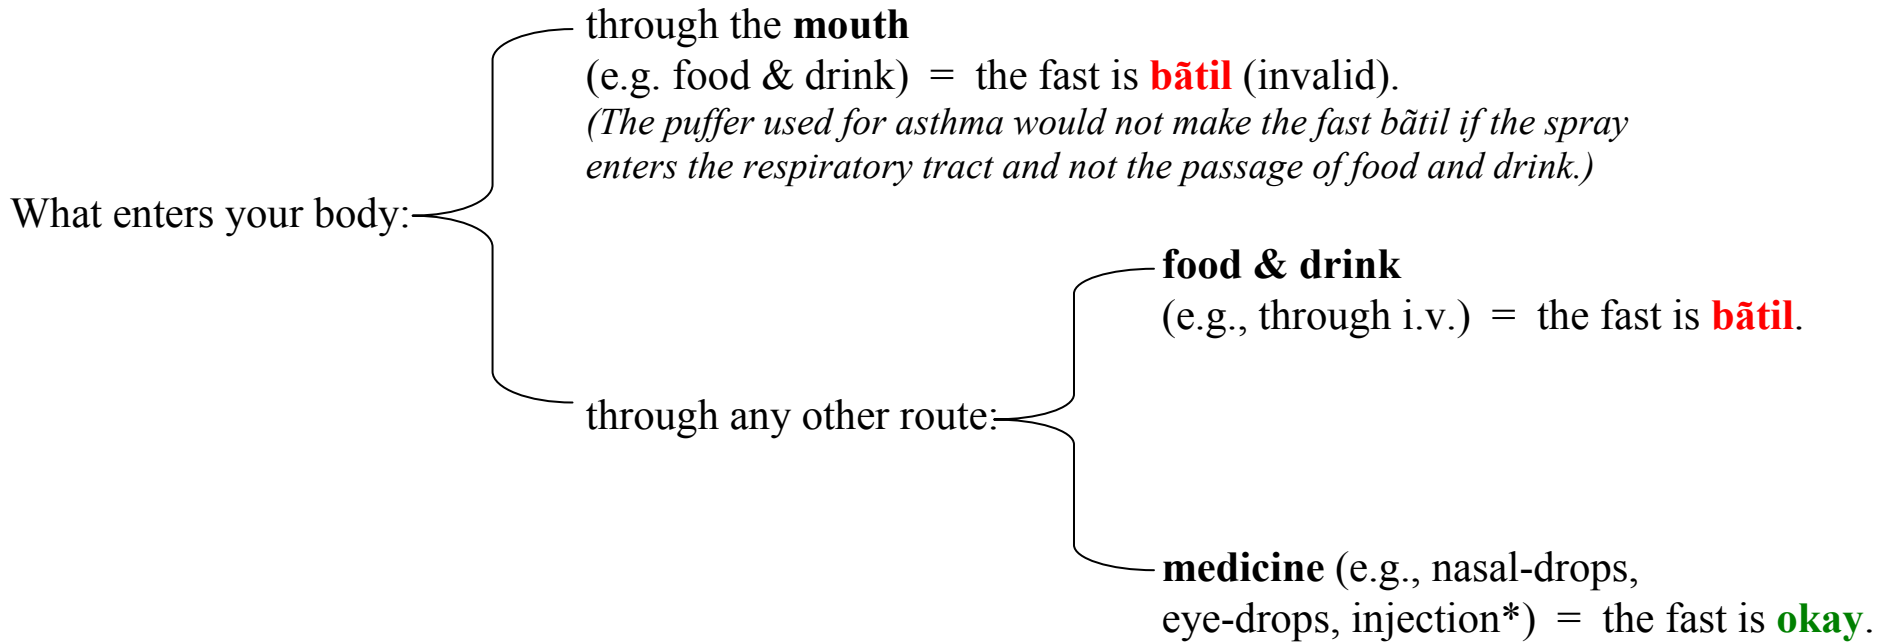 through the mouth
(e.g. food & drink) = the fast is bãtil (invalid).
(The puffer used for asthma would not make the fast bãtil if the spray
enters the respiratory tract and not the passage of food and drink.)
What enters your body:
food & drink
(e.g., through i.v.) = the fast is bãtil.
through any other route:
medicine (e.g., nasal-drops,
eye-drops, injection*) = the fast is okay.